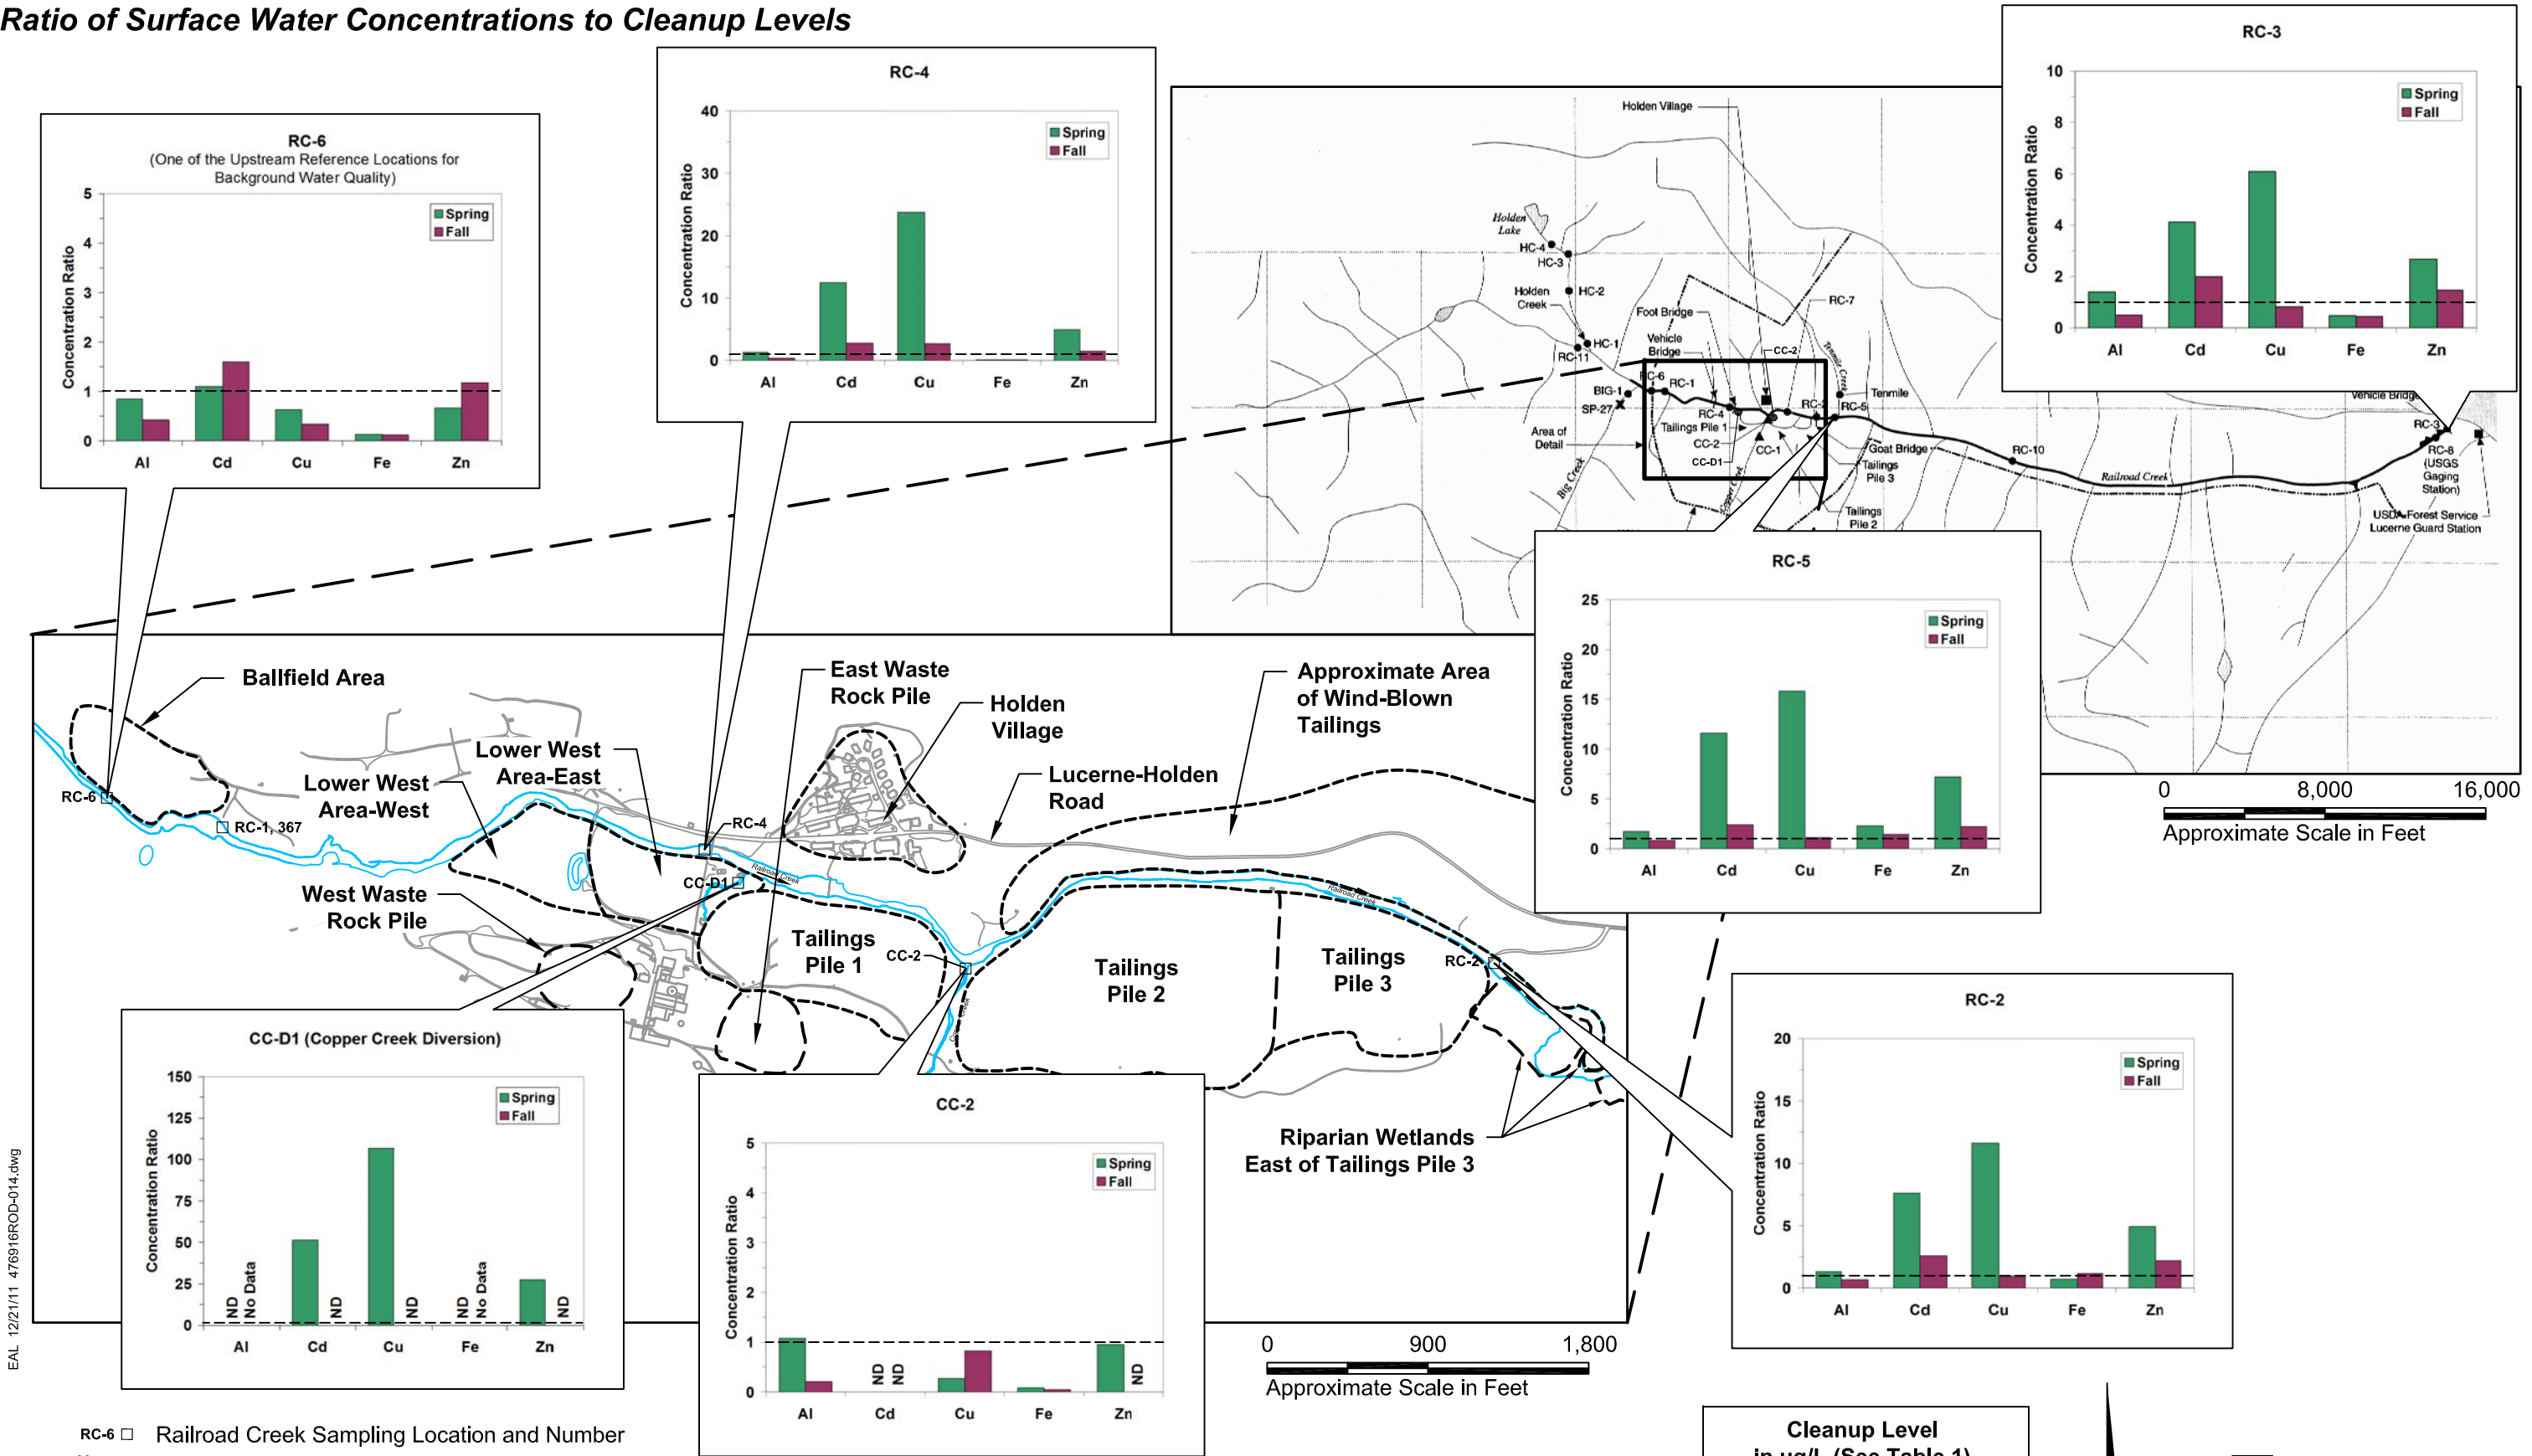 Ratio of Surface Water Concentrations to Cleanup Levels
RC-6
(One of the Upstream Reference Locations for
Background Water Quality)
Concentration Ratio
5
4
3
2
1
0
Spring
Fall
Al Cd Cu Fe Zn
RC-4
Concentration Ratio
40
30
20
10
0
Spring
Fall
Al Cd Cu Fe Zn
RC-3
Concentration Ratio
10
8
6
4
2
0
Spring
Fall
Al Cd Cu Fe Zn
Holden Village
Holden
Lake
HC-4
HC-3
HC-2
Holden
Creek
HC-1
RC-11
Foot Bridge
Vehicle
Bridge
RC-7
CC-2
Tenmile Creek
RC-1
BIG-1
SP-27
RC-4
RC-5
Tenmile
Tailings Pile 1
Area of
Detail
CC-2
CC-D1
CC-1
Goat Bridge
Tailings
Pile 3
Big Creek
Tailings
Pile 2
RC-10
Railroad Creek
RC-3
RC-8
(USGS
Gaging
Station)
USDA Forest Service
Lucerne Guard Station
0 8,000 16,000
Approximate Scale in Feet
RC-5
Concentration Ratio
25
20
15
10
5
0
Spring
Fall
Al Cd Cu Fe Zn
Ballfield Area
East Waste
Rock Pile
Holden
Village
Approximate Area
of Wind-Blown
Tailings
Lower West
Area-East
Lower West
Area-West
Lucerne-Holden
Road
RC-6
RC-1, 367
RC-4
Railroad Creek
CC-D1
West Waste
Rock Pile
Tailings
Pile 1
CC-2
Tailings
Pile 2
Tailings
Pile 3
Railroad Creek
RC-2
Riparian Wetlands
East of Tailings Pile 3
CC-D1 (Copper Creek Diversion)
Concentration Ratio
150
125
100
75
50
25
0
Spring
Fall
ND No Data ND ND ND No Data ND
Al Cd Cu Fe Zn
CC-2
Concentration Ratio
5
4
3
2
1
0
Spring
Fall
ND ND ND
Al Cd Cu Fe Zn
RC-2
Concentration Ratio
20
15
10
5
0
Spring
Fall
Al Cd Cu Fe Zn
0 900 1,800
Approximate Scale in Feet
EAL 12/21/11 476916ROD-014.dwg
RC-6 Railroad Creek Sampling Location and Number
Cleanup Level
in ug/L (See Table 1)